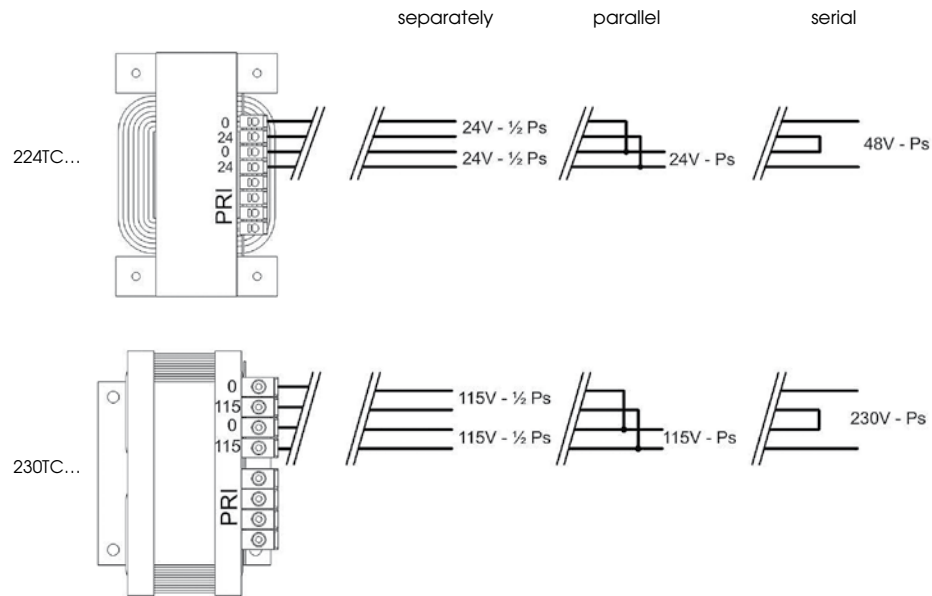 separately parallel serial
224TC...
0
24
0
24
PRI
24V - ½ Ps
24V - ½ Ps
24V - Ps
48V - Ps
230TC...
0
115
0
115
PRI
115V - ½ Ps
115V - ½ Ps
115V - Ps
230V - Ps